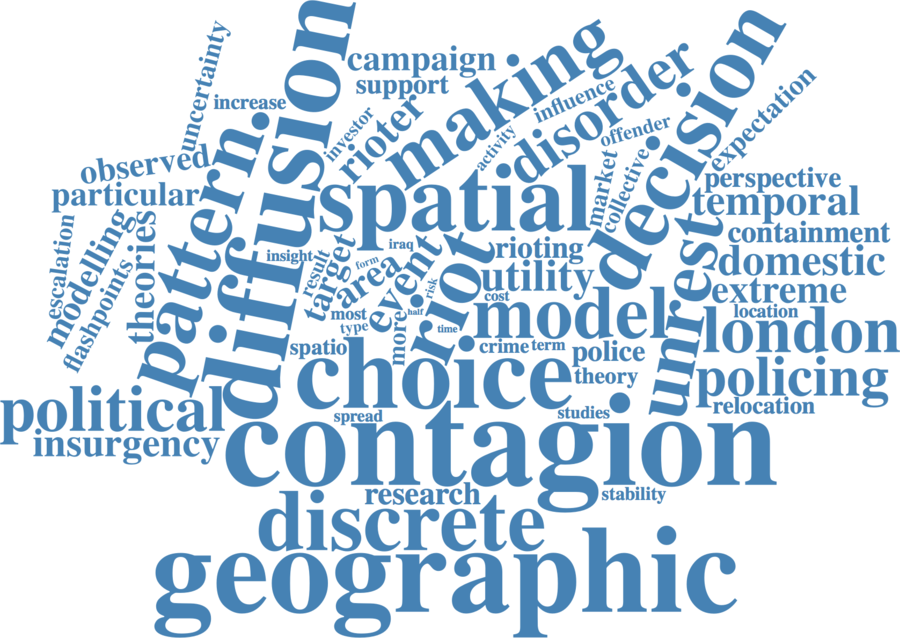 uncertainty
increase
campaign
support
making
disorder
influence
activity
offender
decision
expectation
investor
rioter
observed
particular
pattern.
diffusion
spatial
market
collective
perspective
temporal
containment
domestic
extreme
location
london
policing
relocation
unrest
escalation
modelling
flashpoints
theories
insight
result
target
form
area
iraq
event
risk
riot
rioting
utility
cost
most
type
more
half
time
model
spatio
choice
crime
term
police
theory
political
insurgency
spread
studies
contagion
research
stability
discrete
geographic